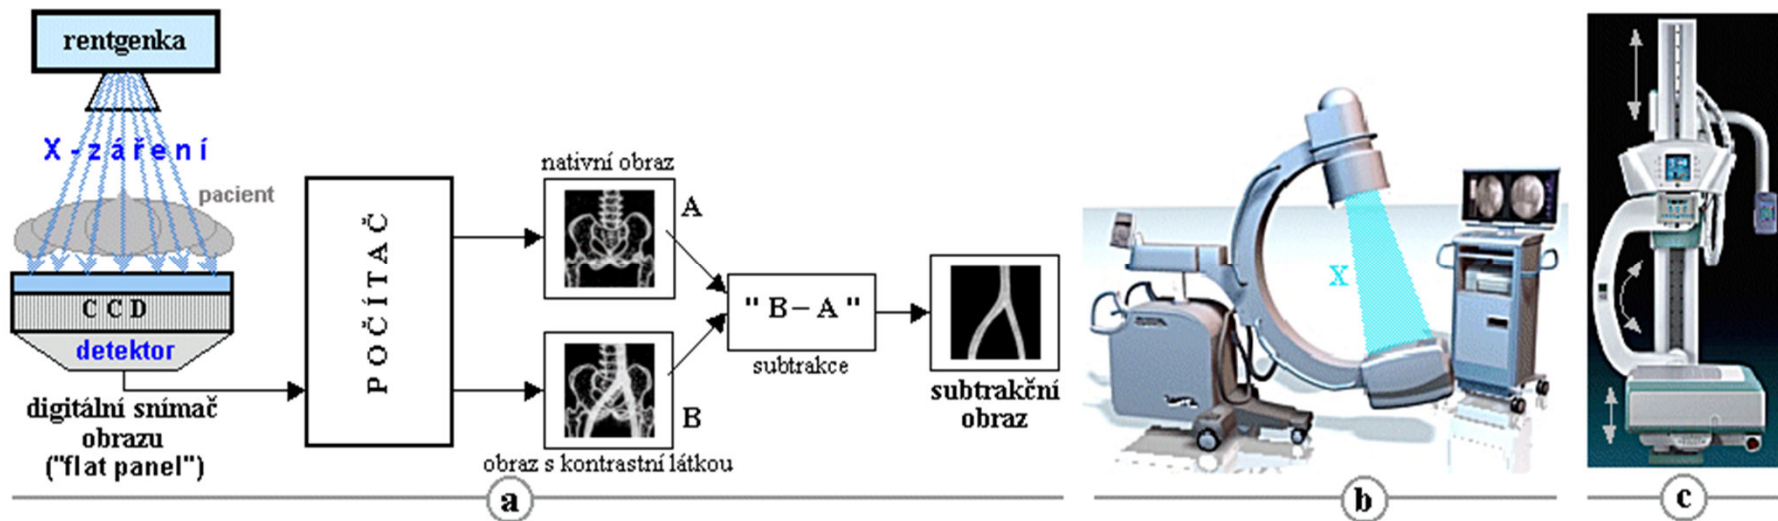 rentgenka
X-záření
pacient
CCD
detektor
digitální snímač
obrazu
("flat panel")
POČÍTAČ
nativní obraz
A
B
obraz s kontrastní látkou
"B–A"
subtrakce
subtrakční
obraz
a
X
b
c